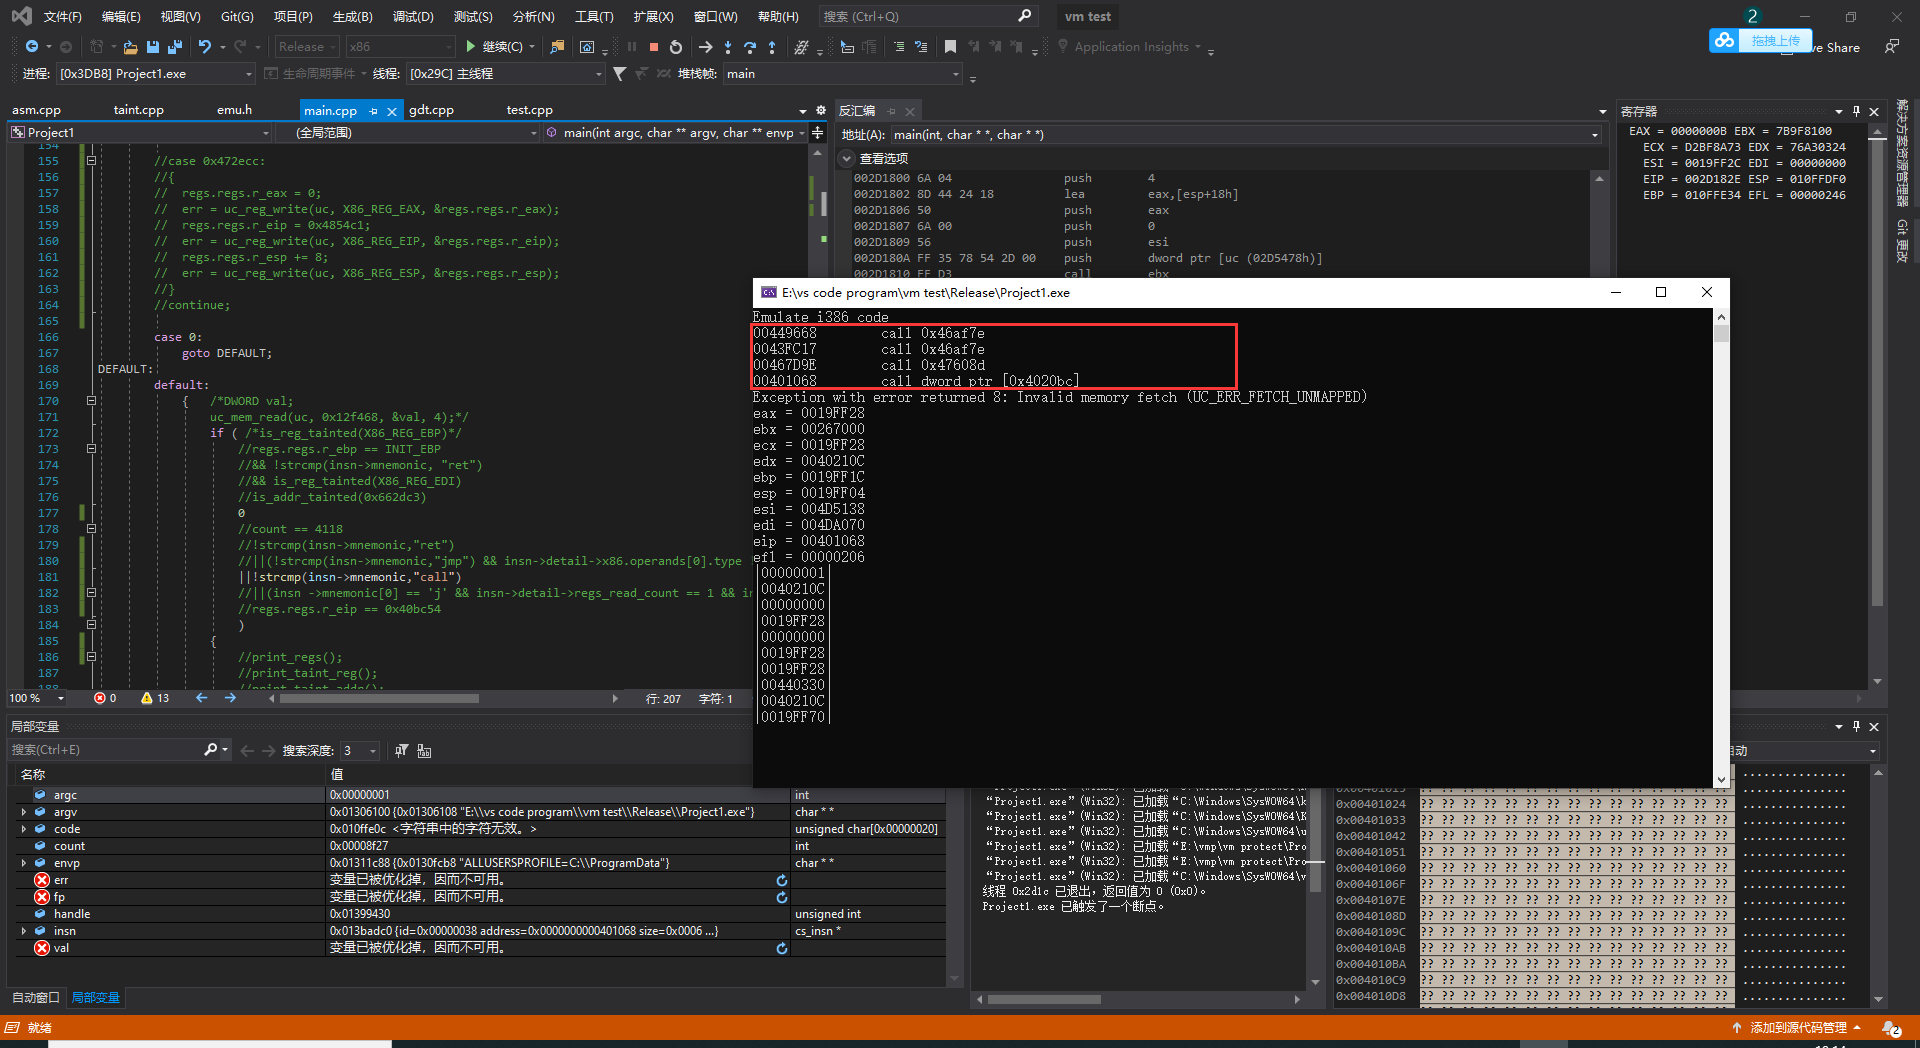 文件(F) 编辑(E) 视图(V) Git(G) 项目(P) 生成(B) 调试(D) 测试(S) 分析(N) 工具(T) 扩展(X) 窗口(W) 帮助(H) 搜索 (Ctrl+Q) vm test 2
Release x86 继续(C) Application Insights 拖拽上传 ve Share
进程: [0x3DB8] Project1.exe 生命周期事件 线程: [0x29C] 主线程 堆栈帧: main
asm.cpp taint.cpp emu.h main.cpp gdt.cpp test.cpp
Project1 (全局范围) main(int argc, char ** argv, char ** envp
154
155 //case 0x472ecc:
156 //{
157 // regs.regs.r_eax = 0;
158 // err = uc_reg_write(uc, X86_REG_EAX, &regs.regs.r_eax);
159 // regs.regs.r_eip = 0x4854c1;
160 // err = uc_reg_write(uc, X86_REG_EIP, &regs.regs.r_eip);
161 // regs.regs.r_esp += 8;
162 // err = uc_reg_write(uc, X86_REG_ESP, &regs.regs.r_esp);
163 //}
164 //continue;
165
166 case 0:
167 goto DEFAULT;
168 DEFAULT:
169 default:
170 { /*DWORD val;
171 uc_mem_read(uc, 0x12f468, &val, 4);*/
172 if ( /*is_reg_tainted(X86_REG_EBP)*/
173 //regs.regs.r_ebp == INIT_EBP
174 //&& !strcmp(insn->mnemonic, "ret")
175 //&& is_reg_tainted(X86_REG_EDI)
176 //is_addr_tainted(0x662dc3)
177 0
178 //count == 4118
179 //!strcmp(insn->mnemonic,"ret")
180 //||(!strcmp(insn->mnemonic,"jmp") && insn->detail->x86.operands[0].type
181 ||!strcmp(insn->mnemonic,"call")
182 //||(insn ->mnemonic[0] == 'j' && insn->detail->regs_read_count == 1 && in
183 //regs.regs.r_eip == 0x40bc54
184 )
185 {
186 //print_regs();
187 //print_taint_reg();
188 //print_taint_addr();
100 % 0 13 行: 207 字符: 1
反汇编
地址(A): main(int, char * *, char * *)
查看选项
002D1800 6A 04 push 4
002D1802 8D 44 24 18 lea eax,[esp+18h]
002D1806 50 push eax
002D1807 6A 00 push 0
002D1809 56 push esi
002D180A FF 35 78 54 2D 00 push dword ptr [uc (02D5478h)]
002D1810 FF D3 call ebx
寄存器
EAX = 0000000B EBX = 7B9F8100
ECX = D2BF8A73 EDX = 76A30324
ESI = 0019FF2C EDI = 00000000
EIP = 002D182E ESP = 010FFDF0
EBP = 010FFE34 EFL = 00000246
解决方案资源管理器
Git 更改
E:\vs code program\vm test\Release\Project1.exe
Emulate i386 code
00449668 call 0x46af7e
0043FC17 call 0x46af7e
00467D9E call 0x47608d
00401068 call dword ptr [0x4020bc]
Exception with error returned 8: Invalid memory fetch (UC_ERR_FETCH_UNMAPPED)
eax = 0019FF28
ebx = 00267000
ecx = 0019FF28
edx = 0040210C
ebp = 0019FF1C
esp = 0019FF04
esi = 004D5138
edi = 004DA070
eip = 00401068
efl = 00000206
|00000001|
|0040210C|
|00000000|
|0019FF28|
|00000000|
|0019FF28|
|0019FF28|
|00440330|
|0040210C|
|0019FF70|
局部变量
搜索(Ctrl+E) 搜索深度: 3
名称 值
argc 0x00000001 int
argv 0x01306100 {0x01306108 "E:\\vs code program\\vm test\\Release\\Project1.exe"} char * *
code 0x010ffe0c <字符串中的字符无效。> unsigned char[0x00000020]
count 0x00008f27 int
envp 0x01311c88 {0x0130fcb8 "ALLUSERSPROFILE=C:\\ProgramData"} char * *
err 变量已被优化掉，因而不可用。
fp 变量已被优化掉，因而不可用。
handle 0x01399430 unsigned int
insn 0x013badc0 {id=0x00000038 address=0x0000000000401068 size=0x0006 ...} cs_insn *
val 变量已被优化掉，因而不可用。
自动窗口 局部变量
“Project1.exe”(Win32): 已加载“C:\Windows\SysWOW64\k
“Project1.exe”(Win32): 已加载“C:\Windows\SysWOW64\K
“Project1.exe”(Win32): 已加载“C:\Windows\SysWOW64\u
“Project1.exe”(Win32): 已加载“E:\vmp\vm protect\Pro
“Project1.exe”(Win32): 已加载“E:\vmp\vm protect\Pro
“Project1.exe”(Win32): 已加载“C:\Windows\SysWOW64\v
线程 0x2d1c 已退出，返回值为 0 (0x0)。
Project1.exe 已触发了一个断点。
自动
0x00401015 ?? ?? ?? ?? ?? ?? ?? ?? ?? ?? ?? ?? ?? ?? ?? ...............
0x00401024 ?? ?? ?? ?? ?? ?? ?? ?? ?? ?? ?? ?? ?? ?? ?? ...............
0x00401033 ?? ?? ?? ?? ?? ?? ?? ?? ?? ?? ?? ?? ?? ?? ?? ...............
0x00401042 ?? ?? ?? ?? ?? ?? ?? ?? ?? ?? ?? ?? ?? ?? ?? ...............
0x00401051 ?? ?? ?? ?? ?? ?? ?? ?? ?? ?? ?? ?? ?? ?? ?? ...............
0x00401060 ?? ?? ?? ?? ?? ?? ?? ?? ?? ?? ?? ?? ?? ?? ?? ...............
0x0040106F ?? ?? ?? ?? ?? ?? ?? ?? ?? ?? ?? ?? ?? ?? ?? ...............
0x0040107E ?? ?? ?? ?? ?? ?? ?? ?? ?? ?? ?? ?? ?? ?? ?? ...............
0x0040108D ?? ?? ?? ?? ?? ?? ?? ?? ?? ?? ?? ?? ?? ?? ?? ...............
0x0040109C ?? ?? ?? ?? ?? ?? ?? ?? ?? ?? ?? ?? ?? ?? ?? ...............
0x004010AB ?? ?? ?? ?? ?? ?? ?? ?? ?? ?? ?? ?? ?? ?? ?? ...............
0x004010BA ?? ?? ?? ?? ?? ?? ?? ?? ?? ?? ?? ?? ?? ?? ?? ...............
0x004010C9 ?? ?? ?? ?? ?? ?? ?? ?? ?? ?? ?? ?? ?? ?? ?? ...............
0x004010D8 ?? ?? ?? ?? ?? ?? ?? ?? ?? ?? ?? ?? ?? ?? ?? ...............
就绪 添加到源代码管理 2